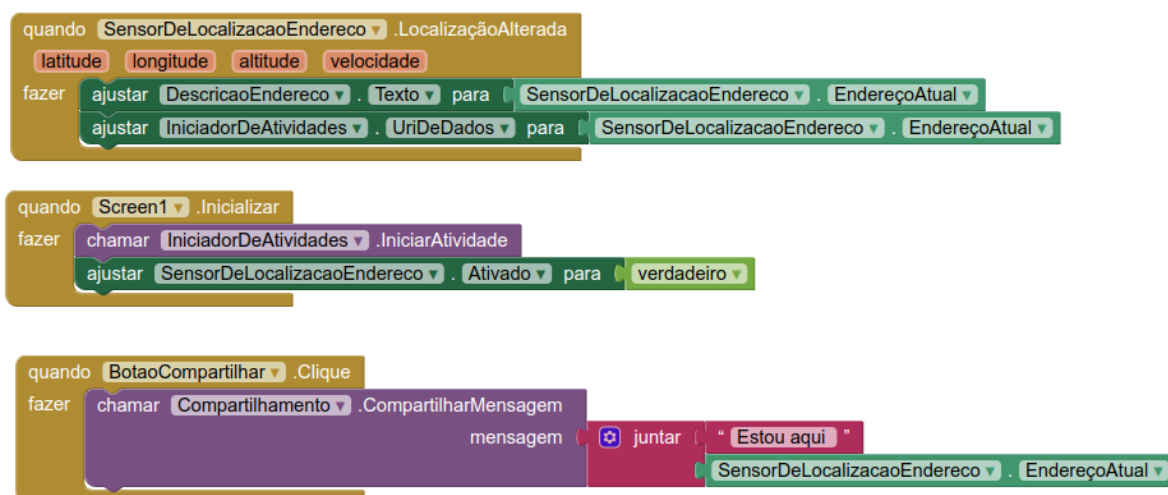 quando SensorDeLocalizacaoEndereco .LocalizaçãoAlterada
latitude longitude altitude velocidade
fazer ajustar DescricaoEndereco . Texto para SensorDeLocalizacaoEndereco . EndereçoAtual
ajustar IniciadorDeAtividades . UriDeDados para SensorDeLocalizacaoEndereco . EndereçoAtual
quando Screen1 .Inicializar
fazer chamar IniciadorDeAtividades .IniciarAtividade
ajustar SensorDeLocalizacaoEndereco . Ativado para verdadeiro
quando BotaoCompartilhar .Clique
fazer chamar Compartilhamento .CompartilharMensagem
mensagem juntar “ Estou aqui ”
SensorDeLocalizacaoEndereco . EndereçoAtual